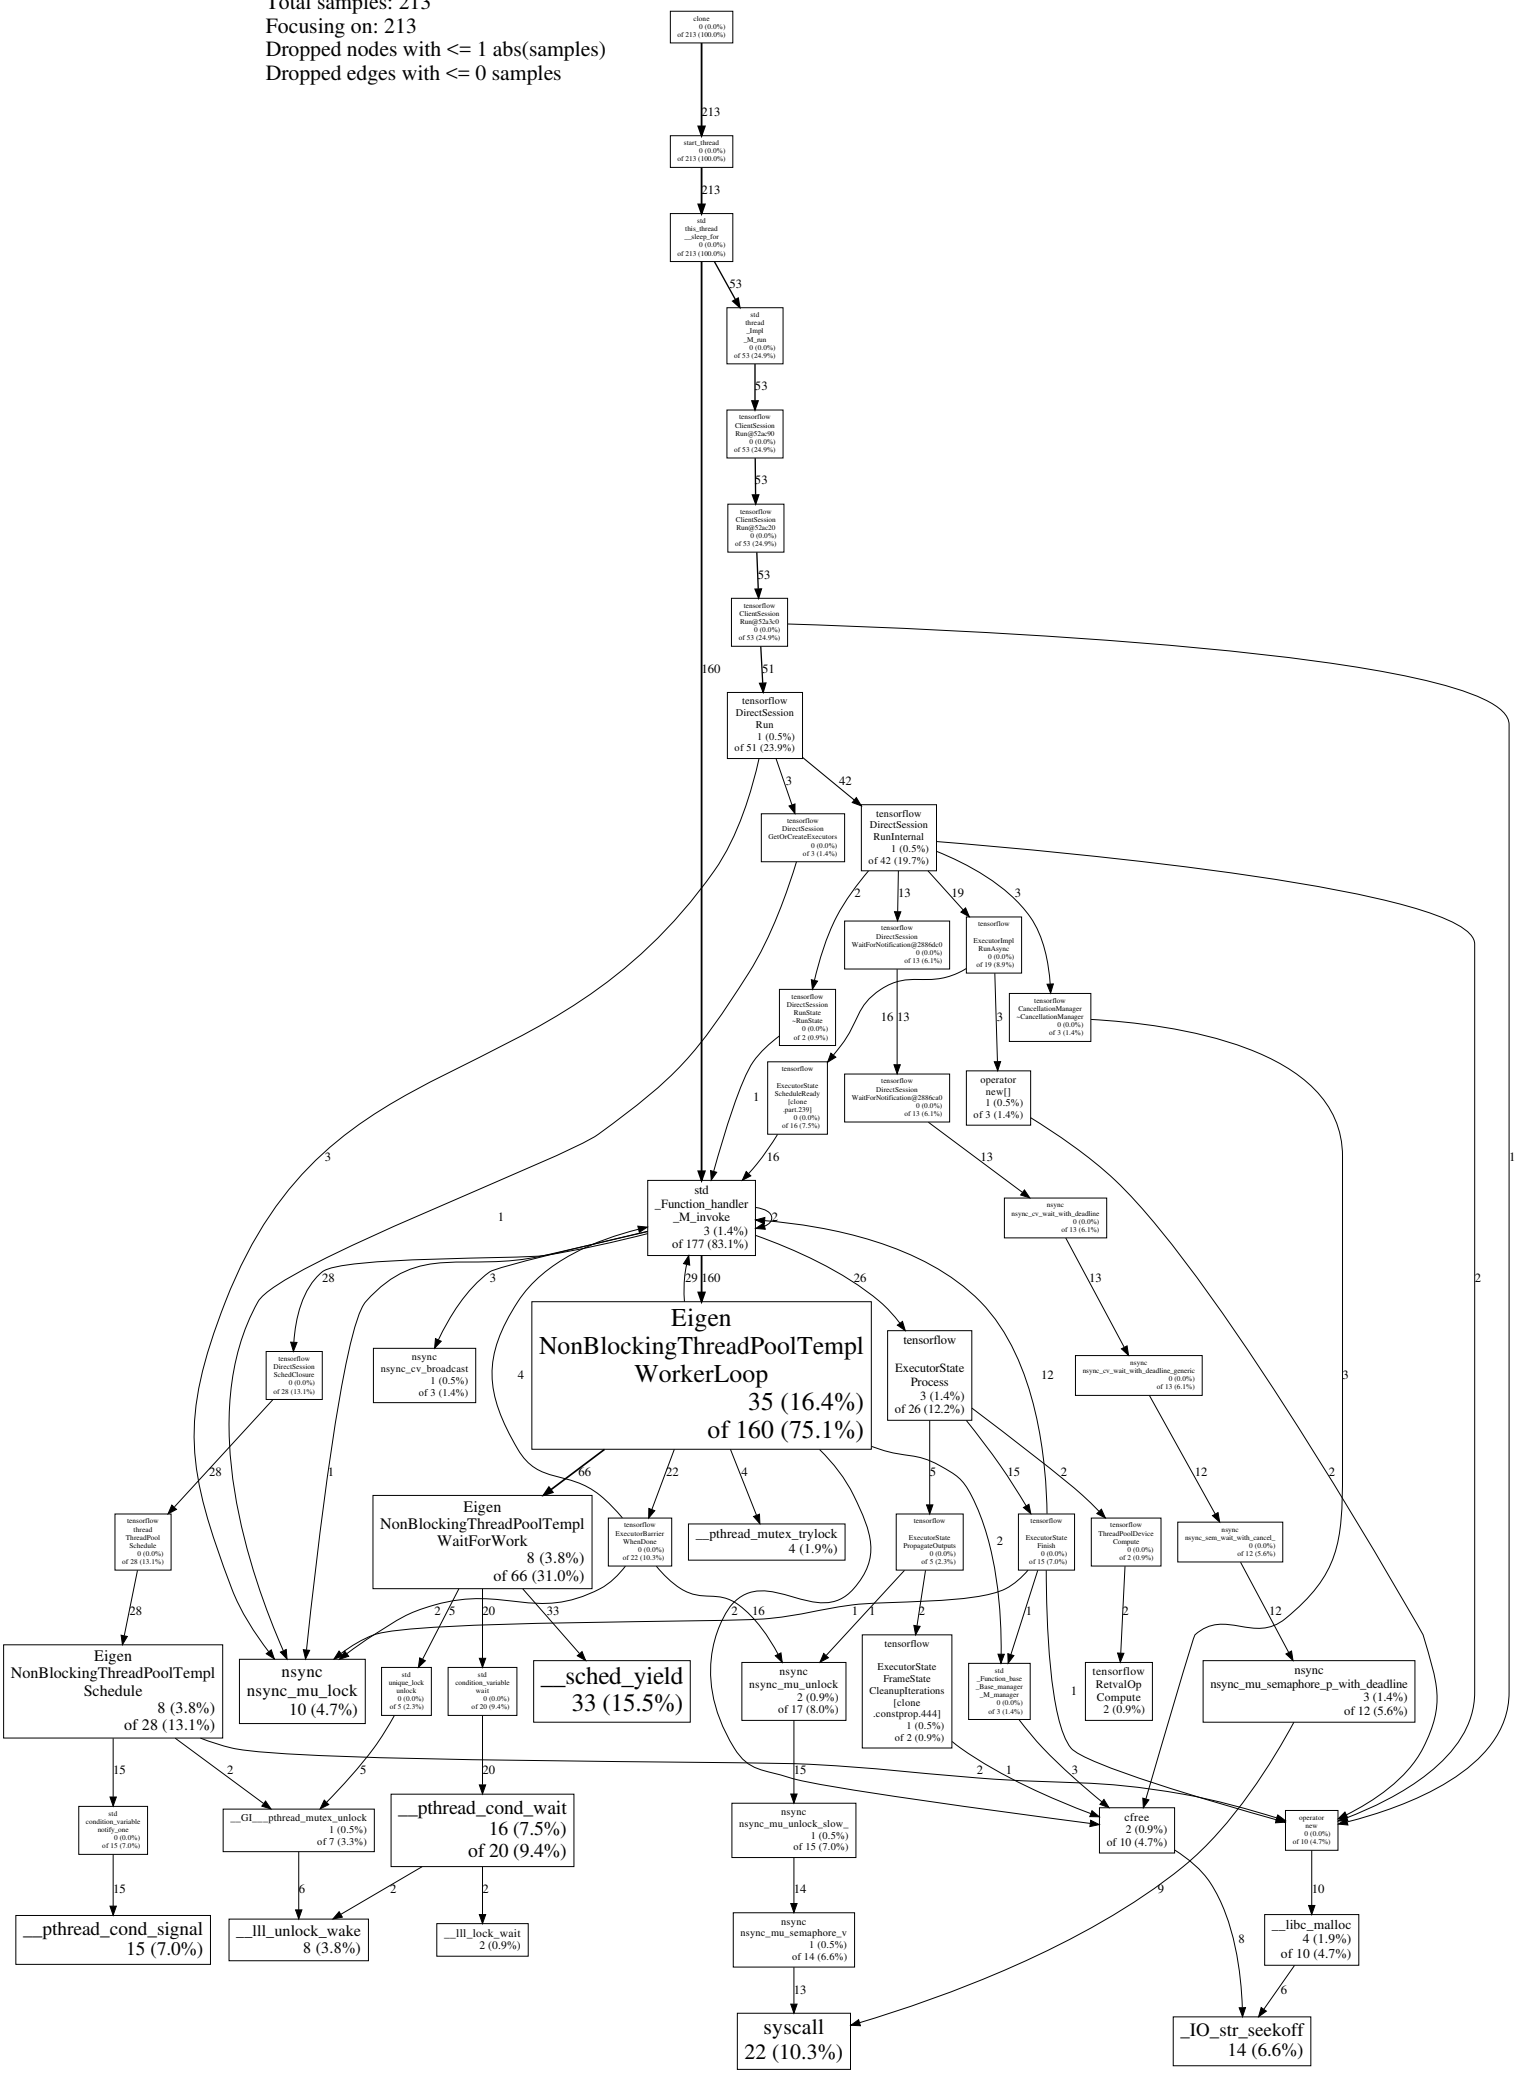 Total samples: 213
Focusing on: 213
Dropped nodes with <= 1 abs(samples)
Dropped edges with <= 0 samples
clone
0 (0.0%)
of 213 (100.0%)
213
start_thread
0 (0.0%)
of 213 (100.0%)
213
std
this_thread
__sleep_for
0 (0.0%)
of 213 (100.0%)
53
std
thread
_Impl
_M_run
0 (0.0%)
of 53 (24.9%)
53
tensorflow
ClientSession
Run@52ac90
0 (0.0%)
of 53 (24.9%)
53
tensorflow
ClientSession
Run@52ac20
0 (0.0%)
of 53 (24.9%)
53
tensorflow
ClientSession
Run@52a3c0
0 (0.0%)
of 53 (24.9%)
160
51
tensorflow
DirectSession
Run
1 (0.5%)
of 51 (23.9%)
3
42
tensorflow
DirectSession
GetOrCreateExecutors
0 (0.0%)
of 3 (1.4%)
tensorflow
DirectSession
RunInternal
1 (0.5%)
of 42 (19.7%)
2
13
19
3
tensorflow
DirectSession
WaitForNotification@2886dc0
0 (0.0%)
of 13 (6.1%)
tensorflow
ExecutorImpl
RunAsync
0 (0.0%)
of 19 (8.9%)
tensorflow
DirectSession
RunState
~RunState
0 (0.0%)
of 2 (0.9%)
tensorflow
CancellationManager
~CancellationManager
0 (0.0%)
of 3 (1.4%)
16
13
3
tensorflow
ExecutorState
ScheduleReady
[clone
.part.239]
0 (0.0%)
of 16 (7.5%)
tensorflow
DirectSession
WaitForNotification@2886ca0
0 (0.0%)
of 13 (6.1%)
operator
new[]
1 (0.5%)
of 3 (1.4%)
1
3
16
13
1
std
_Function_handler
_M_invoke
3 (1.4%)
of 177 (83.1%)
2
nsync
nsync_cv_wait_with_deadline
0 (0.0%)
of 13 (6.1%)
1
28
3
29
160
26
13
2
Eigen
NonBlockingThreadPoolTempl
WorkerLoop
35 (16.4%)
of 160 (75.1%)
tensorflow
ExecutorState
Process
3 (1.4%)
of 26 (12.2%)
tensorflow
DirectSession
SchedClosure
0 (0.0%)
of 28 (13.1%)
nsync
nsync_cv_broadcast
1 (0.5%)
of 3 (1.4%)
4
12
nsync
nsync_cv_wait_with_deadline_generic
0 (0.0%)
of 13 (6.1%)
3
28
1
66
22
4
5
15
2
12
2
Eigen
NonBlockingThreadPoolTempl
WaitForWork
8 (3.8%)
of 66 (31.0%)
tensorflow
thread
ThreadPool
Schedule
0 (0.0%)
of 28 (13.1%)
tensorflow
ExecutorBarrier
WhenDone
0 (0.0%)
of 22 (10.3%)
__pthread_mutex_trylock
4 (1.9%)
tensorflow
ExecutorState
PropagateOutputs
0 (0.0%)
of 5 (2.3%)
2
tensorflow
ExecutorState
Finish
0 (0.0%)
of 15 (7.0%)
tensorflow
ThreadPoolDevice
Compute
0 (0.0%)
of 2 (0.9%)
nsync
nsync_sem_wait_with_cancel_
0 (0.0%)
of 12 (5.6%)
28
2
5
20
33
2
16
1
1
2
1
2
12
Eigen
NonBlockingThreadPoolTempl
Schedule
8 (3.8%)
of 28 (13.1%)
nsync
nsync_mu_lock
10 (4.7%)
std
unique_lock
unlock
0 (0.0%)
of 5 (2.3%)
std
condition_variable
wait
0 (0.0%)
of 20 (9.4%)
__sched_yield
33 (15.5%)
nsync
nsync_mu_unlock
2 (0.9%)
of 17 (8.0%)
tensorflow
ExecutorState
FrameState
CleanupIterations
[clone
.constprop.444]
1 (0.5%)
of 2 (0.9%)
std
_Function_base
_Base_manager
_M_manager
0 (0.0%)
of 3 (1.4%)
1
tensorflow
RetvalOp
Compute
2 (0.9%)
nsync
nsync_mu_semaphore_p_with_deadline
3 (1.4%)
of 12 (5.6%)
15
2
5
20
15
2
1
3
std
condition_variable
notify_one
0 (0.0%)
of 15 (7.0%)
__GI___pthread_mutex_unlock
1 (0.5%)
of 7 (3.3%)
__pthread_cond_wait
16 (7.5%)
of 20 (9.4%)
nsync
nsync_mu_unlock_slow_
1 (0.5%)
of 15 (7.0%)
cfree
2 (0.9%)
of 10 (4.7%)
operator
new
0 (0.0%)
of 10 (4.7%)
15
6
2
2
14
9
10
__pthread_cond_signal
15 (7.0%)
__lll_unlock_wake
8 (3.8%)
__lll_lock_wait
2 (0.9%)
nsync
nsync_mu_semaphore_v
1 (0.5%)
of 14 (6.6%)
8
__libc_malloc
4 (1.9%)
of 10 (4.7%)
13
6
syscall
22 (10.3%)
_IO_str_seekoff
14 (6.6%)